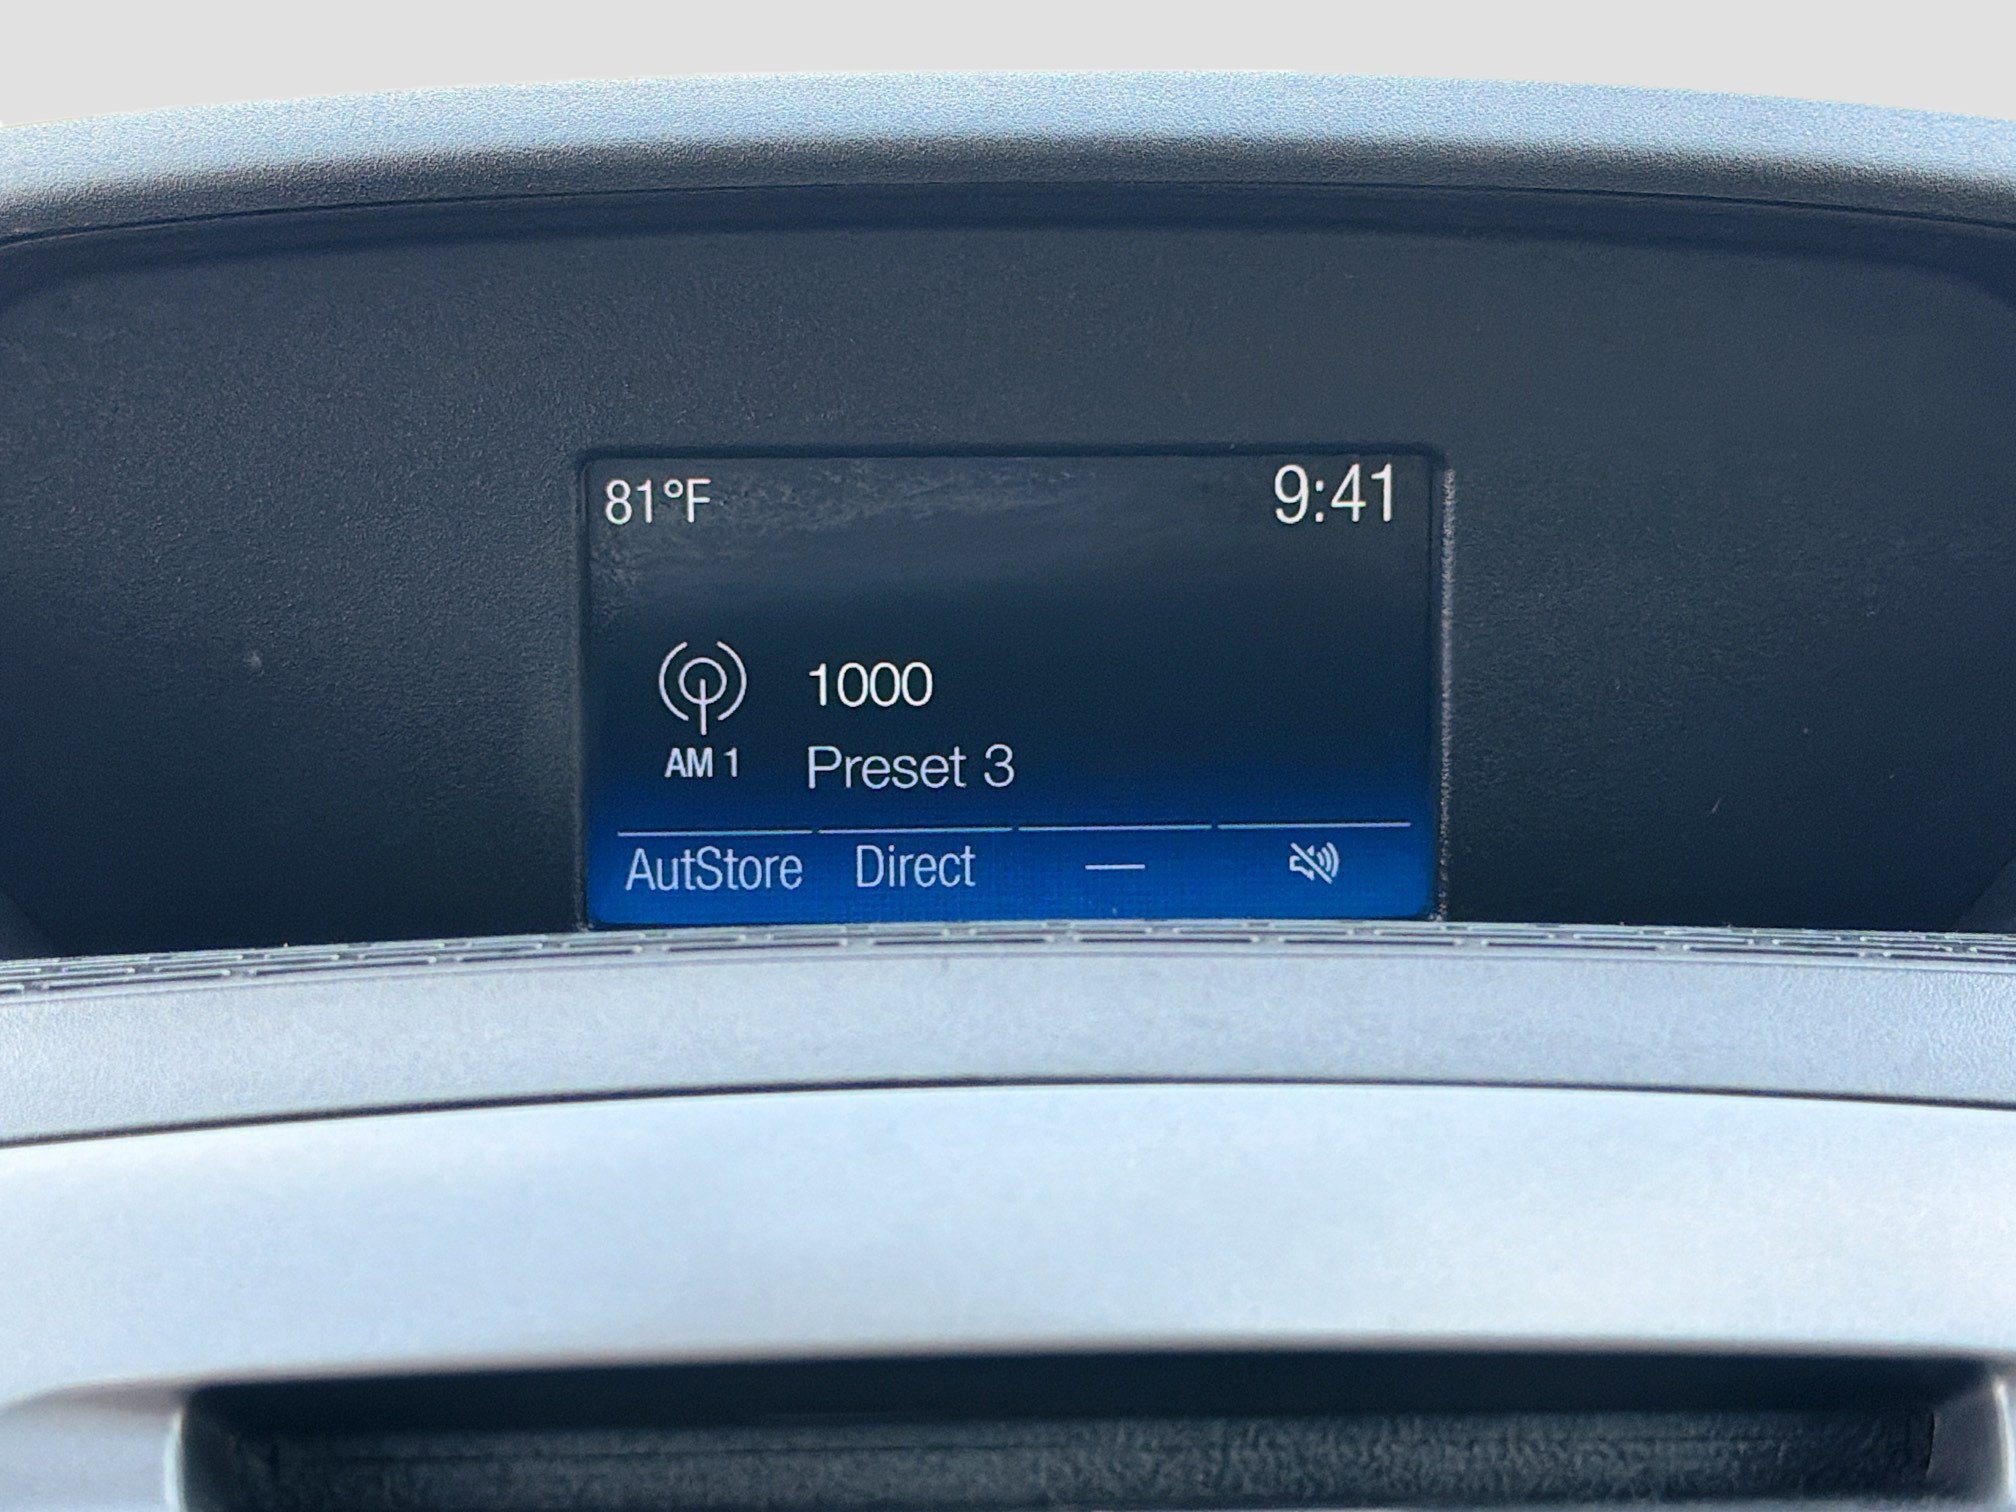 81°F 9:41
1000
AM 1 Preset 3
AutStore Direct —